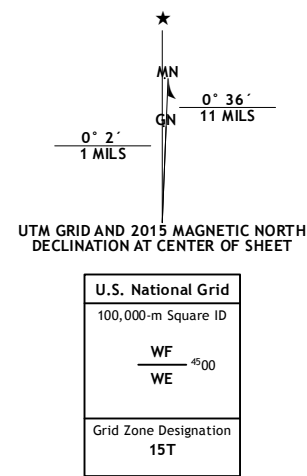 ★
MN
0° 36´
GN
11 MILS
0° 2´
1 MILS
UTM GRID AND 2015 MAGNETIC NORTH
DECLINATION AT CENTER OF SHEET
U.S. National Grid
100,000-m Square ID
WF
4500
WE
Grid Zone Designation
15T